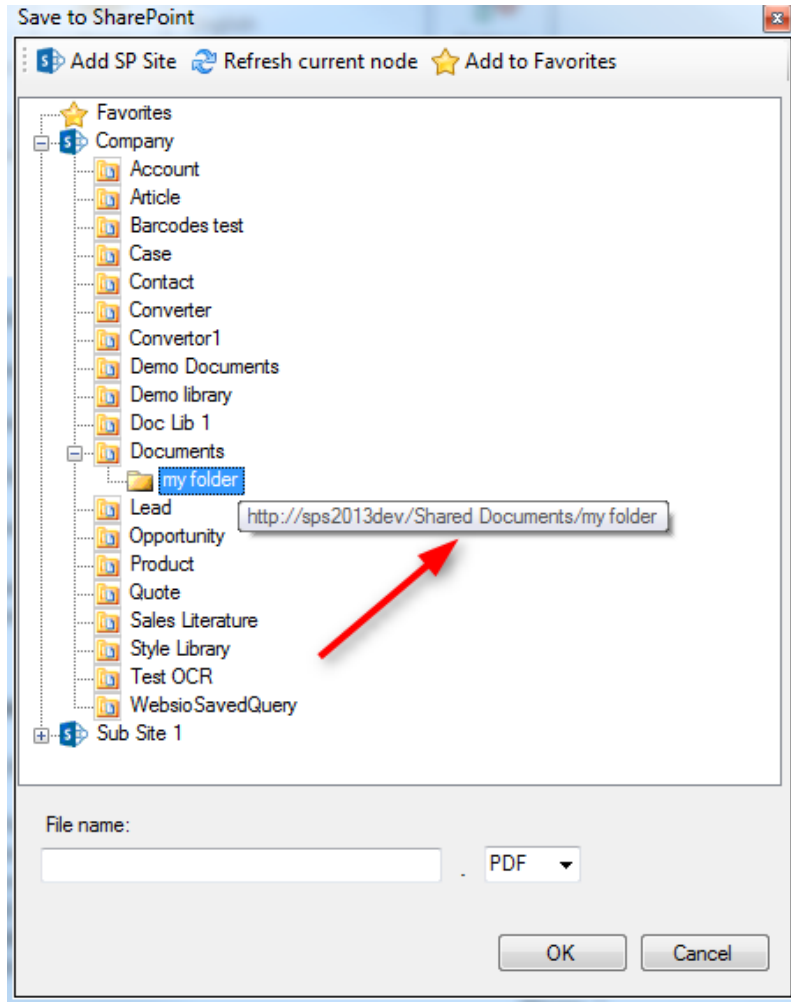 Save to SharePoint
Add SP Site Refresh current node Add to Favorites
Favorites
Company
Account
Article
Barcodes test
Case
Contact
Converter
Convertor1
Demo Documents
Demo library
Doc Lib 1
Documents
my folder
Lead
http://sps2013dev/Shared Documents/my folder
Opportunity
Product
Quote
Sales Literature
Style Library
Test OCR
WebsioSavedQuery
Sub Site 1
File name:
. PDF
OK Cancel